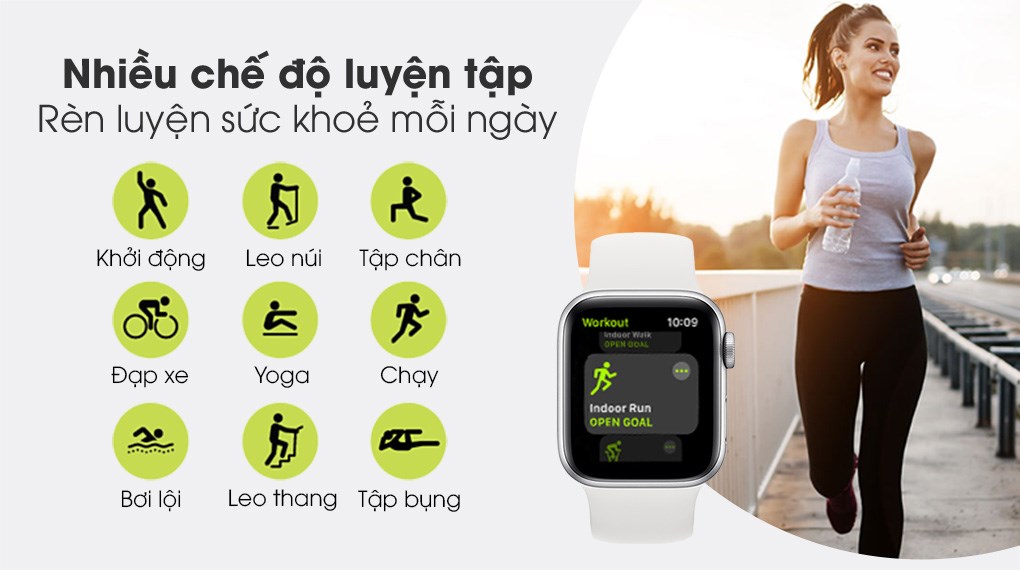 Nhiều chế độ luyện tập
Rèn luyện sức khoẻ mỗi ngày
Khởi động
Leo núi
Tập chân
Đạp xe
Yoga
Chạy
Bơi lội
Leo thang
Tập bụng
Workout 10:09
Indoor Walk
OPEN GOAL
Indoor Run
OPEN GOAL